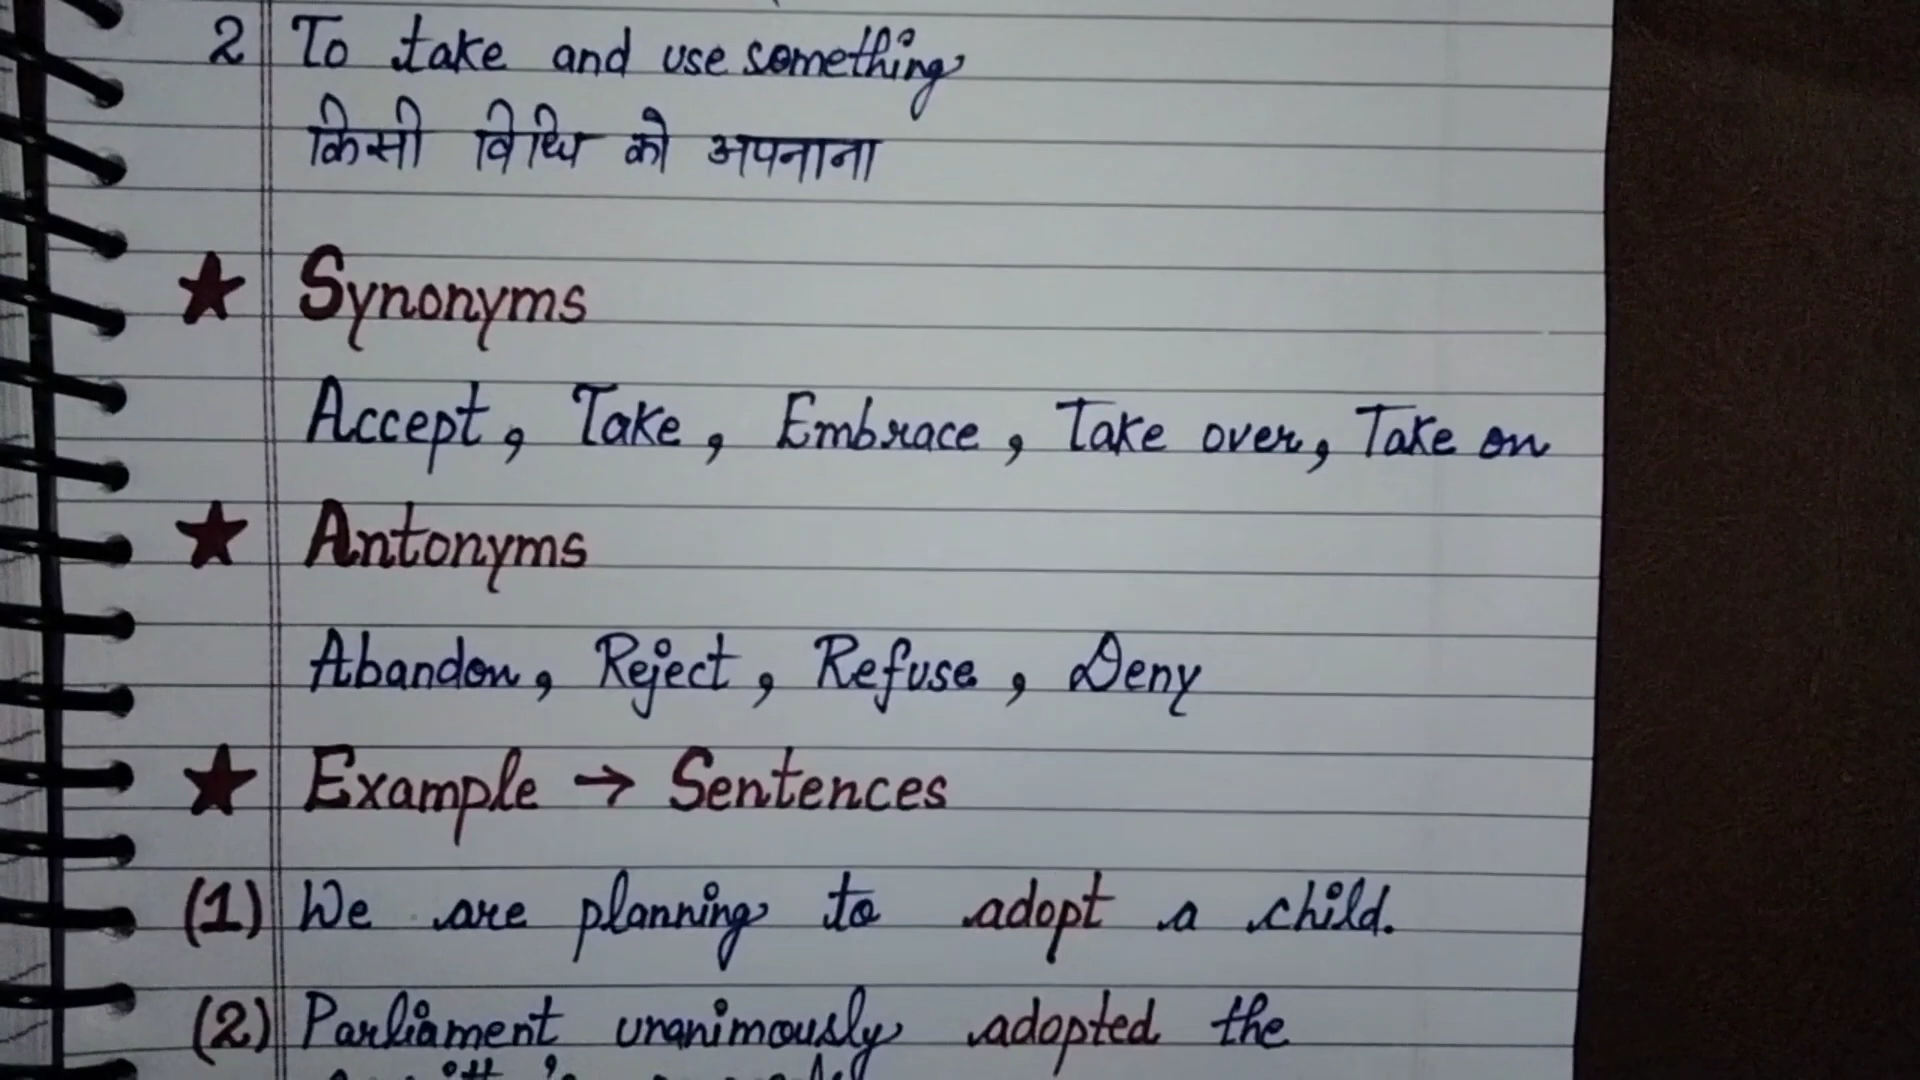 2 To take and use something
किसी विधि को अपनाना
★ Synonyms
Accept, Take, Embrace, Take over, Take on
★ Antonyms
Abandon, Reject, Refuse, Deny
★ Example → Sentences
(1) We are planning to adopt a child.
(2) Parliament unanimously adopted the